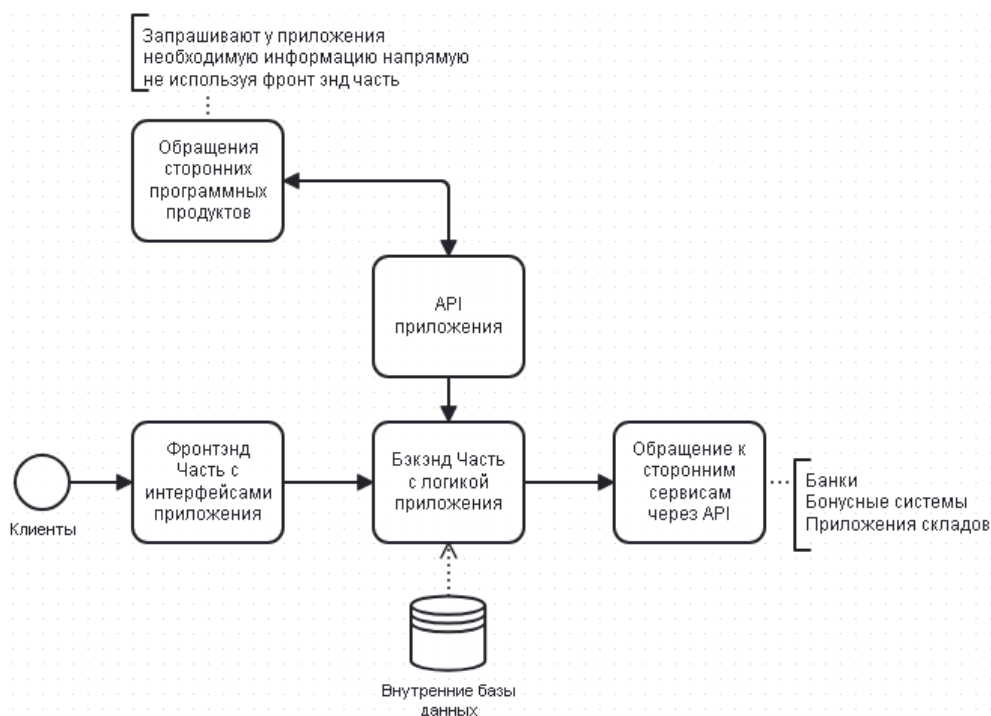 Запрашивают у приложения
необходимую информацию напрямую
не используя фронт энд часть
Обращения
сторонних
программных
продуктов
API
приложения
Фронтэнд
Часть с
интерфейсами
приложения
Бэкэнд Часть
с логикой
приложения
Обращение к
сторонним
сервисам
через API
Банки
Бонусные системы
Приложения складов
Клиенты
Внутренние базы
данных